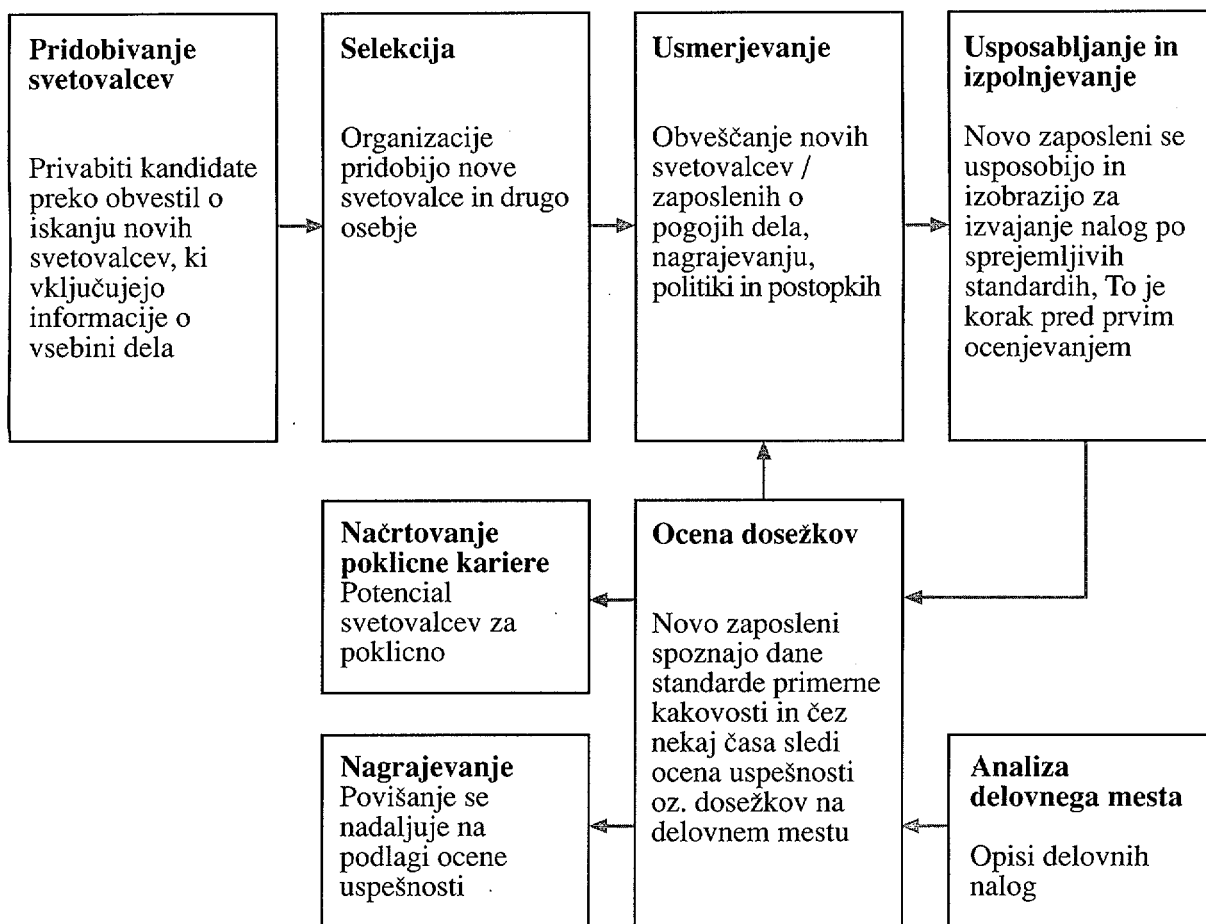 Pridobivanje
svetovalcev
Privabiti kandidate
preko obvestil o
iskanju novih
svetovalcev, ki
vključujejo
informacije o
vsebini dela
Selekcija
Organizacije
pridobijo nove
svetovalce in drugo
osebje
Usmerjevanje
Obveščanje novih
svetovalcev /
zaposlenih o
pogojih dela,
nagrajevanju,
politiki in postopkih
Usposabljanje in
izpolnjevanje
Novo zaposleni se
usposobijo in
izobrazijo za
izvajanje nalog po
sprejemljivih
standardih, To je
korak pred prvim
ocenjevanjem
Načrtovanje
poklicne kariere
Potencial
svetovalcev za
poklicno
Ocena dosežkov
Novo zaposleni
spoznajo dane
standarde primerne
kakovosti in čez
nekaj časa sledi
ocena uspešnosti
oz. dosežkov na
delovnem mestu
Nagrajevanje
Povišanje se
nadaljuje na
podlagi ocene
uspešnosti
Analiza
delovnega mesta
Opisi delovnih
nalog